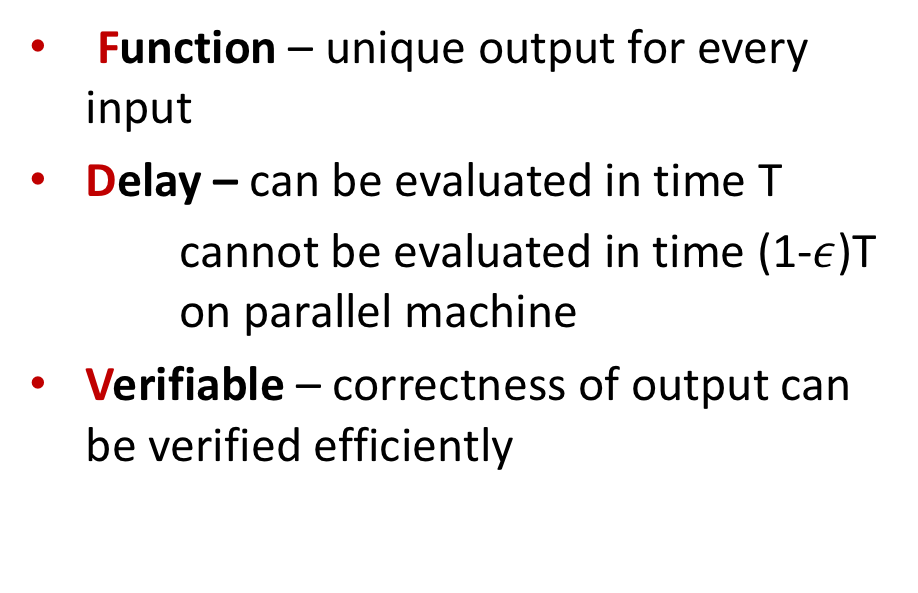 • Function – unique output for every
input
• Delay – can be evaluated in time T
cannot be evaluated in time (1-ϵ)T
on parallel machine
• Verifiable – correctness of output can
be verified efficiently